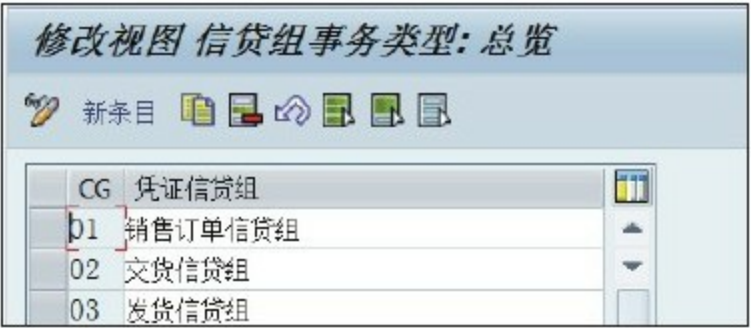 修改视图 信贷组事务类型: 总览
新条目
CG 凭证信贷组
01 销售订单信贷组
02 交货信贷组
03 发货信贷组